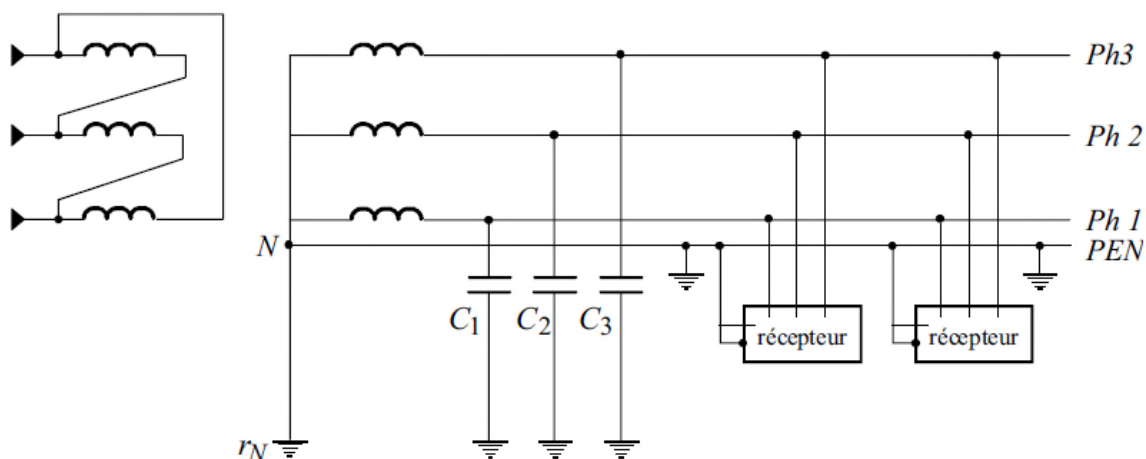 Ph3
Ph 2
Ph 1
N
PEN
C1 C2 C3
récepteur récepteur
rN